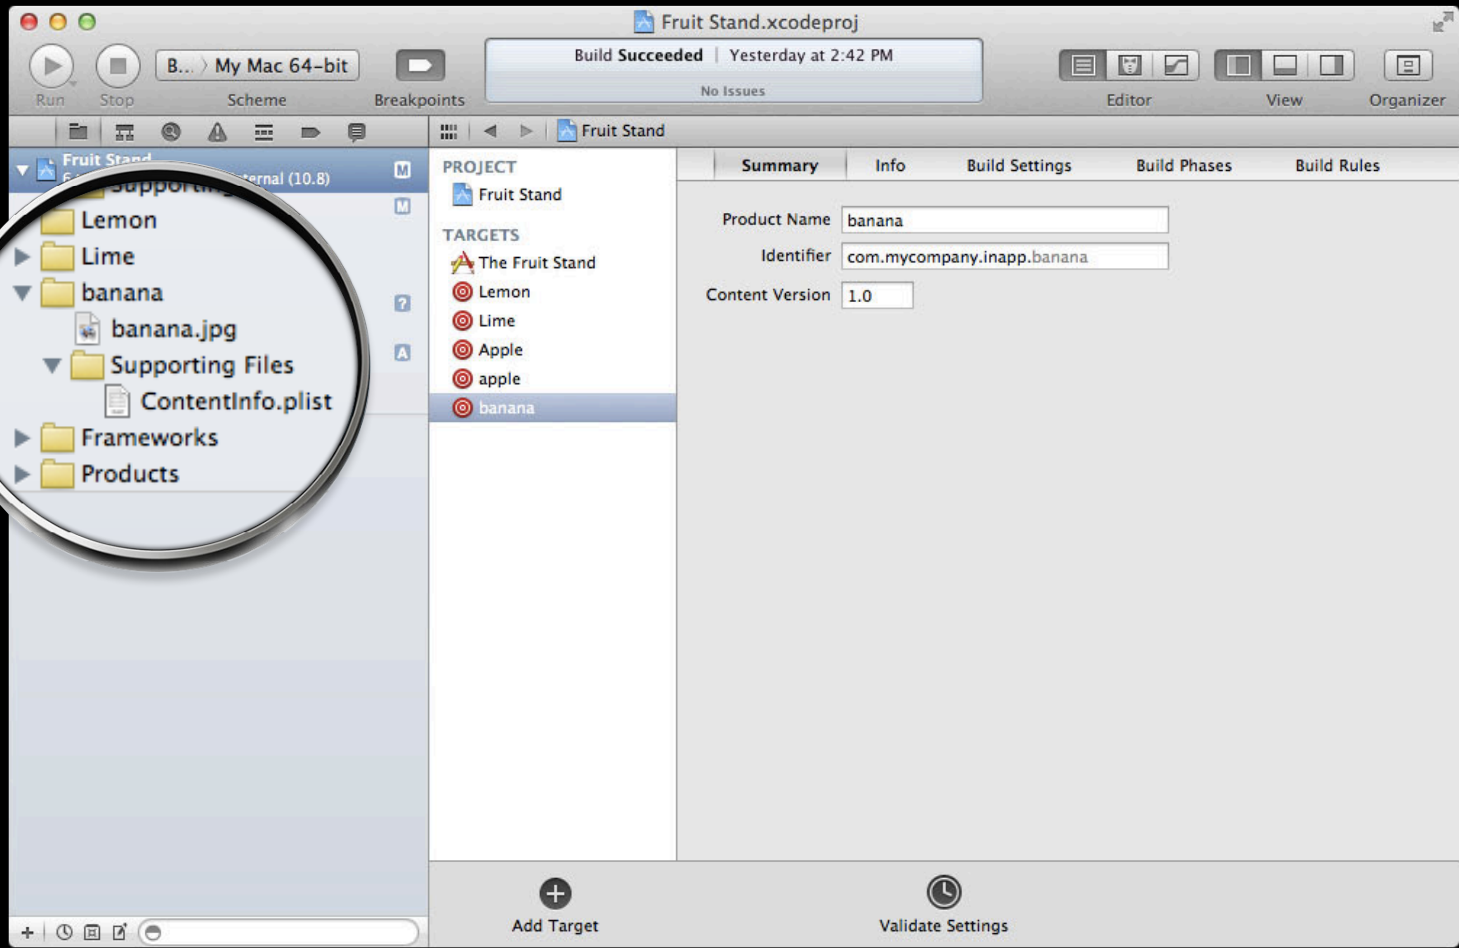 Fruit Stand.xcodeproj
B... My Mac 64-bit
Build Succeeded | Yesterday at 2:42 PM
No Issues
Run
Stop
Scheme
Breakpoints
Editor
View
Organizer
Fruit Stand
Fruit Stand
(10.8)
M
Supporting
M
Lemon
Lime
banana
?
banana.jpg
Supporting Files
A
ContentInfo.plist
Frameworks
Products
PROJECT
Fruit Stand
TARGETS
The Fruit Stand
Lemon
Lime
Apple
apple
banana
Summary
Info
Build Settings
Build Phases
Build Rules
Product Name banana
Identifier com.mycompany.inapp.banana
Content Version 1.0
Add Target
Validate Settings